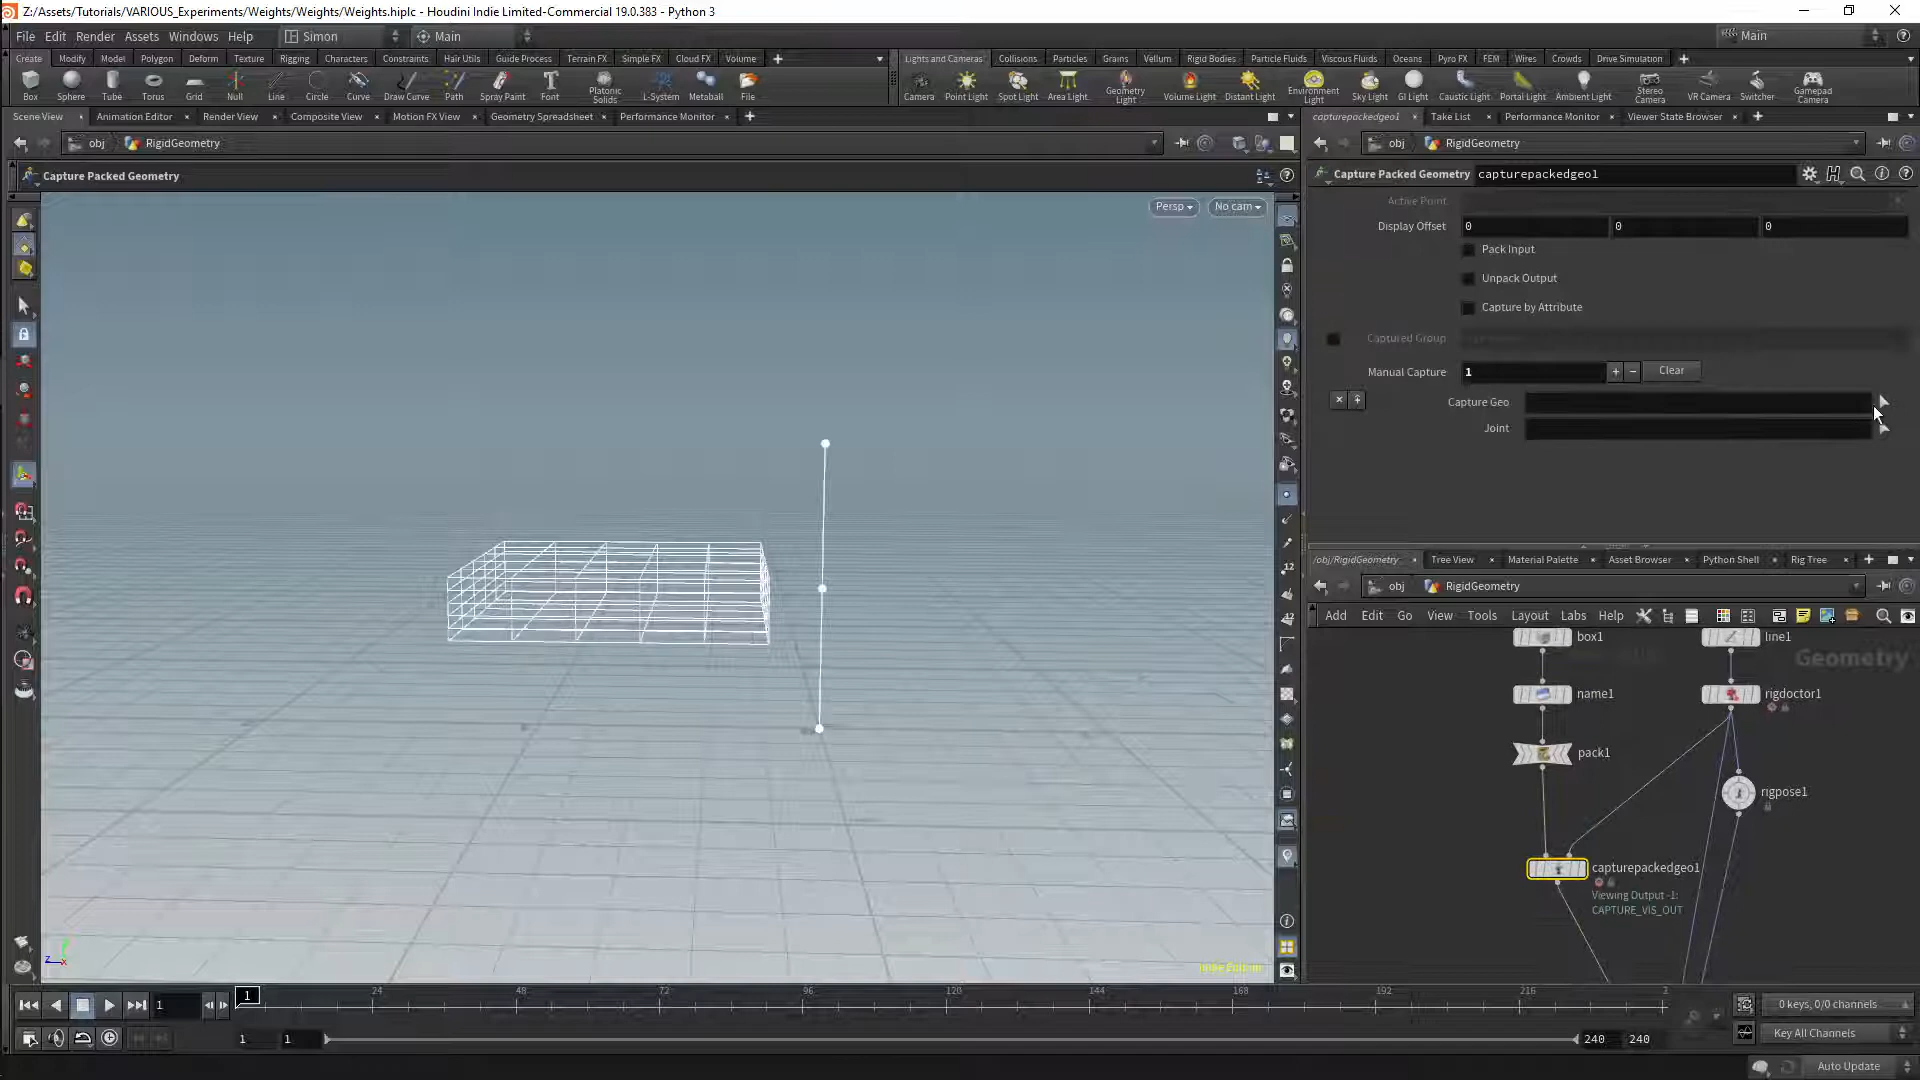 Z:/Assets/Tutorials/VARIOUS_Experiments/Weights/Weights/Weights.hiplc - Houdini Indie Limited-Commercial 19.0.383 - Python 3
File Edit Render Assets Windows Help Simon Main Main
Create Modify Model Polygon Deform Texture Rigging Characters Constraints Hair Utils Guide Process Terrain FX Simple FX Cloud FX Volume
Lights and Cameras Collisions Particles Grains Vellum Rigid Bodies Particle Fluids Viscous Fluids Oceans Pyro FX FEM Wires Crowds Drive Simulation
Box Sphere Tube Torus Grid Null Line Circle Curve Draw Curve Path Spray Paint Font Platonic Solids L-System Metaball File
Camera Point Light Spot Light Area Light Geometry Light Volume Light Distant Light Environment Light Sky Light GI Light Caustic Light Portal Light Ambient Light Stereo Camera VR Camera Switcher Gamepad Camera
Scene View Animation Editor Render View Composite View Motion FX View Geometry Spreadsheet Performance Monitor
capturepackedgeo1 Take List Performance Monitor Viewer State Browser
obj RigidGeometry
obj RigidGeometry
Capture Packed Geometry
Persp No cam
Capture Packed Geometry capturepackedgeo1
Active Point
Display Offset 0 0 0
Pack Input
Unpack Output
Capture by Attribute
Captured Group
Manual Capture 1 + - Clear
Capture Geo
Joint
/obj/RigidGeometry Tree View Material Palette Asset Browser Python Shell Rig Tree
obj RigidGeometry
Add Edit Go View Tools Layout Labs Help
Geometry
box1 line1
name1 rigdoctor1
pack1
rigpose1
capturepackedgeo1
Viewing Output -1:
CAPTURE_VIS_OUT
Indie Edition
1 1 24 48 72 96 120 144 168 192 216 2
0 keys, 0/0 channels
1 1 240 240
Key All Channels
Auto Update